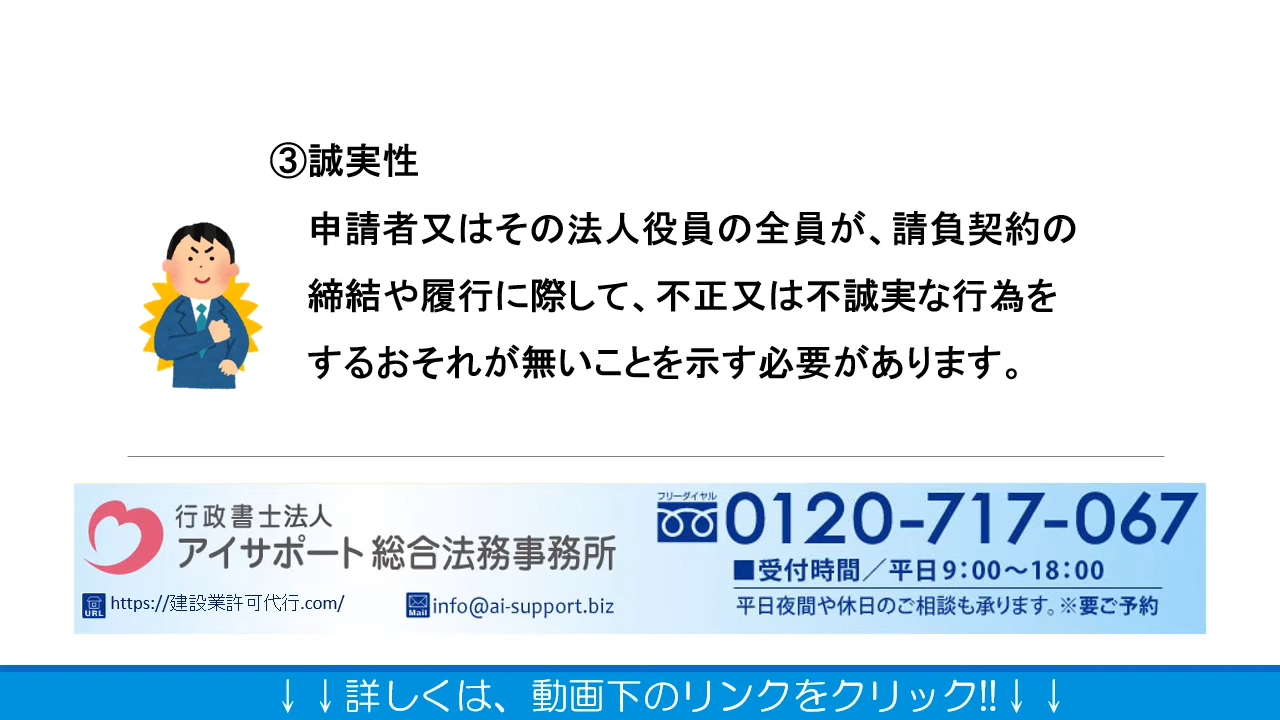 ③誠実性
申請者又はその法人役員の全員が、請負契約の
締結や履行に際して、不正又は不誠実な行為を
するおそれが無いことを示す必要があります。
行政書士法人
アイサポート 総合法務事務所
URL https://建設業許可代行.com/
Mail info@ai-support.biz
フリーダイヤル
0120-717-067
■受付時間／平日9:00～18:00
平日夜間や休日のご相談も承ります。※要ご予約
↓↓詳しくは、動画下のリンクをクリック!!↓↓